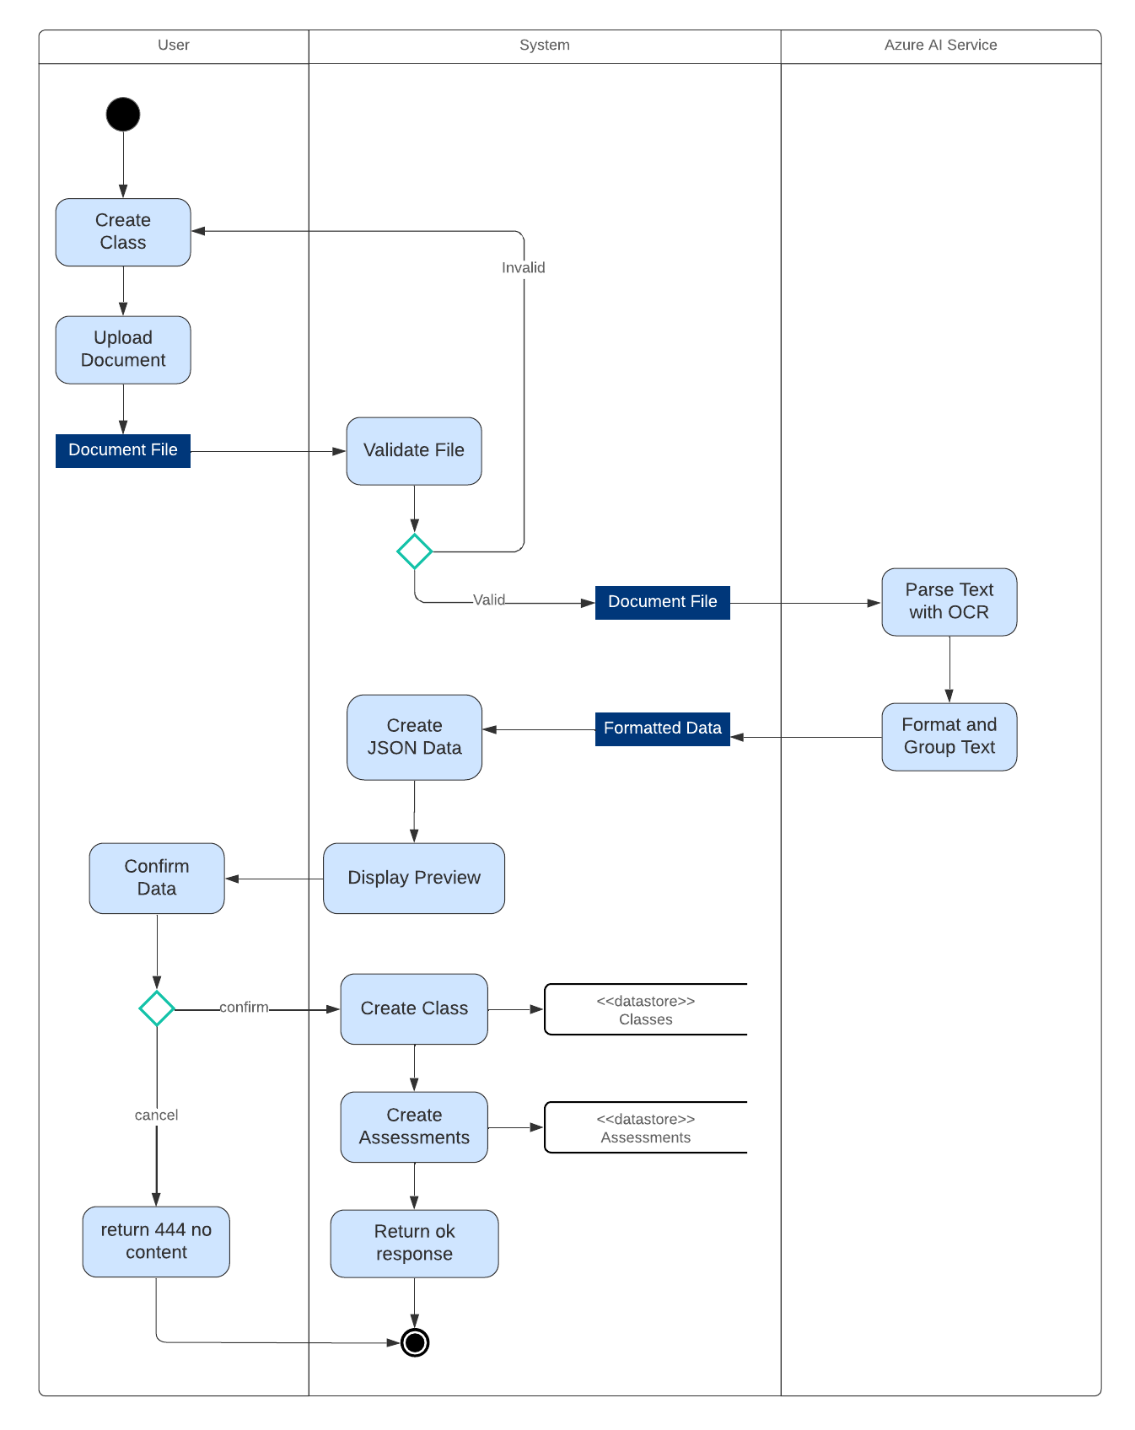 User
System
Azure AI Service
Create
Class
Invalid
Upload
Document
Document File
Validate File
Valid
Document File
Parse Text
with OCR
Create
JSON Data
Formatted Data
Format and
Group Text
Confirm
Data
Display Preview
confirm
Create Class
<<datastore>>
Classes
cancel
Create
Assessments
<<datastore>>
Assessments
return 444 no
content
Return ok
response